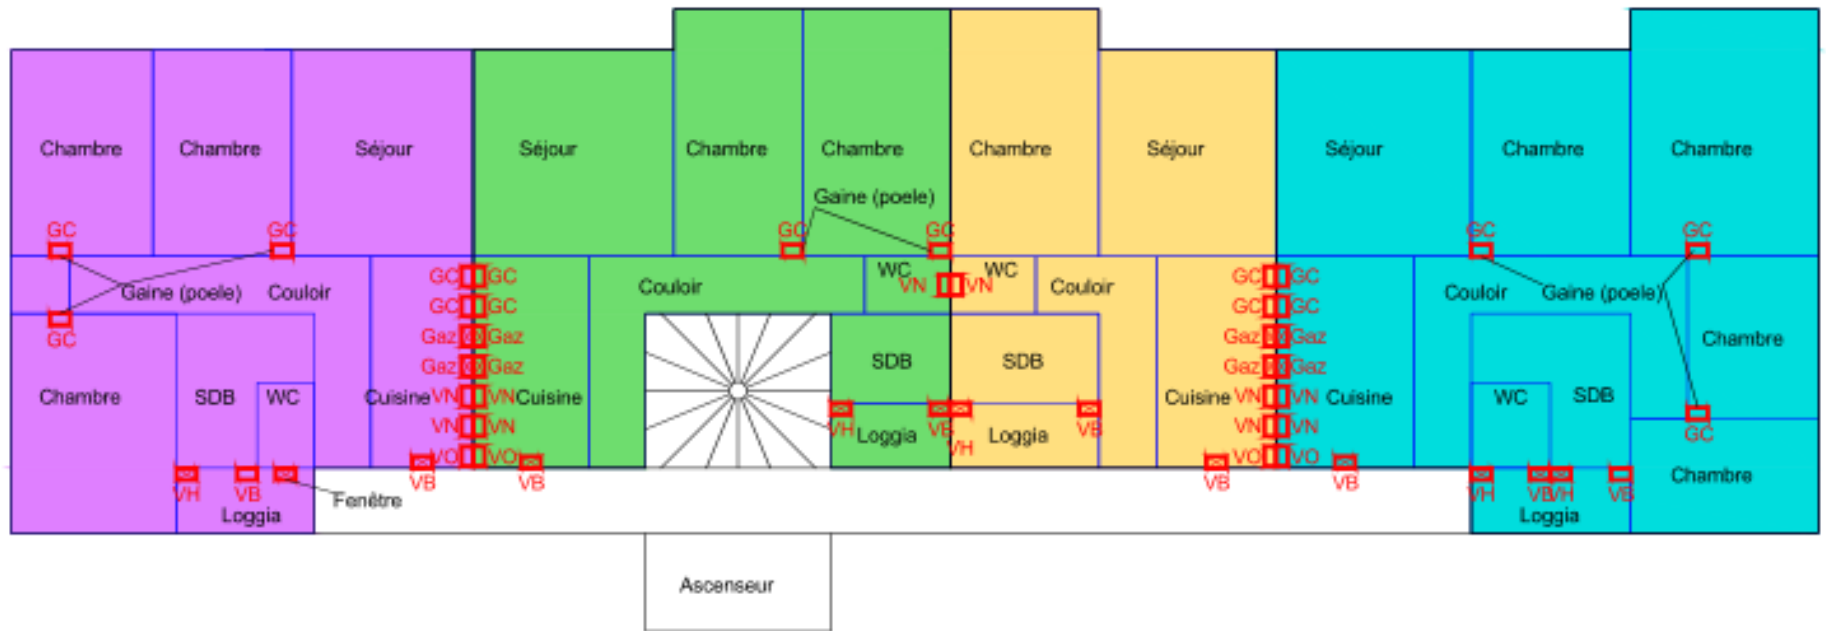 Chambre
Chambre
Séjour
Séjour
Chambre
Chambre
Chambre
Séjour
Séjour
Chambre
Chambre
Gaine (poele)
GC
GC
GC
GC
GC
GC
WC
WC
GC
GC
GC
GC
Gaine (poele)
Couloir
Couloir
VN
VN
Couloir
Couloir
Gaine (poele)
GC
GC
GC
GC
GC
Gaz
Gaz
Gaz
Gaz
Chambre
SDB
SDB
Gaz
Gaz
Gaz
Gaz
Chambre
SDB
WC
Cuisine
VN
VN
Cuisine
Cuisine
VN
VN
Cuisine
WC
SDB
VN
VN
VH
VB
VB
VN
VN
GC
Loggia
VH
Loggia
VO
VO
VO
VO
VH
VB
VB
VB
VB
VB
VH
VB
VH
VB
Chambre
Fenêtre
Loggia
Loggia
Ascenseur